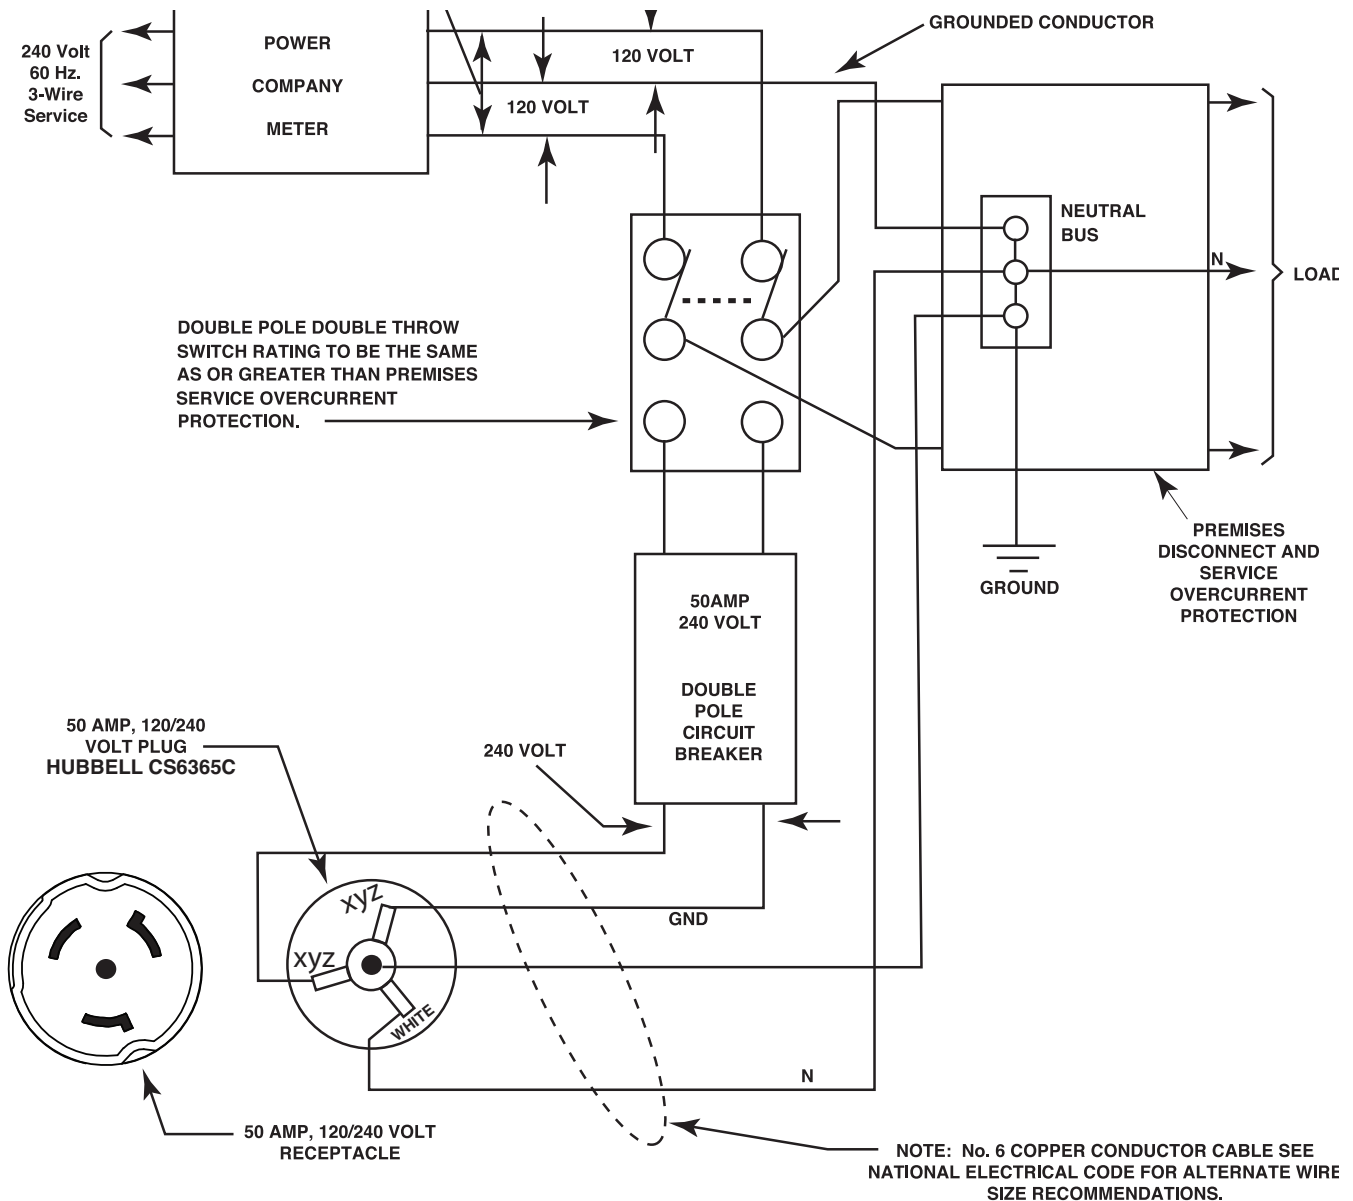 GROUNDED CONDUCTOR
240 Volt
60 Hz.
3-Wire
Service
POWER
COMPANY
METER
120 VOLT
120 VOLT
NEUTRAL
BUS
N
LOAD
DOUBLE POLE DOUBLE THROW
SWITCH RATING TO BE THE SAME
AS OR GREATER THAN PREMISES
SERVICE OVERCURRENT
PROTECTION.
PREMISES
DISCONNECT AND
SERVICE
OVERCURRENT
PROTECTION
GROUND
50AMP
240 VOLT
DOUBLE
POLE
CIRCUIT
BREAKER
50 AMP, 120/240
VOLT PLUG
HUBBELL CS6365C
240 VOLT
xyz
GND
xyz
WHITE
N
50 AMP, 120/240 VOLT
RECEPTACLE
NOTE: No. 6 COPPER CONDUCTOR CABLE SEE
NATIONAL ELECTRICAL CODE FOR ALTERNATE WIRE
SIZE RECOMMENDATIONS.